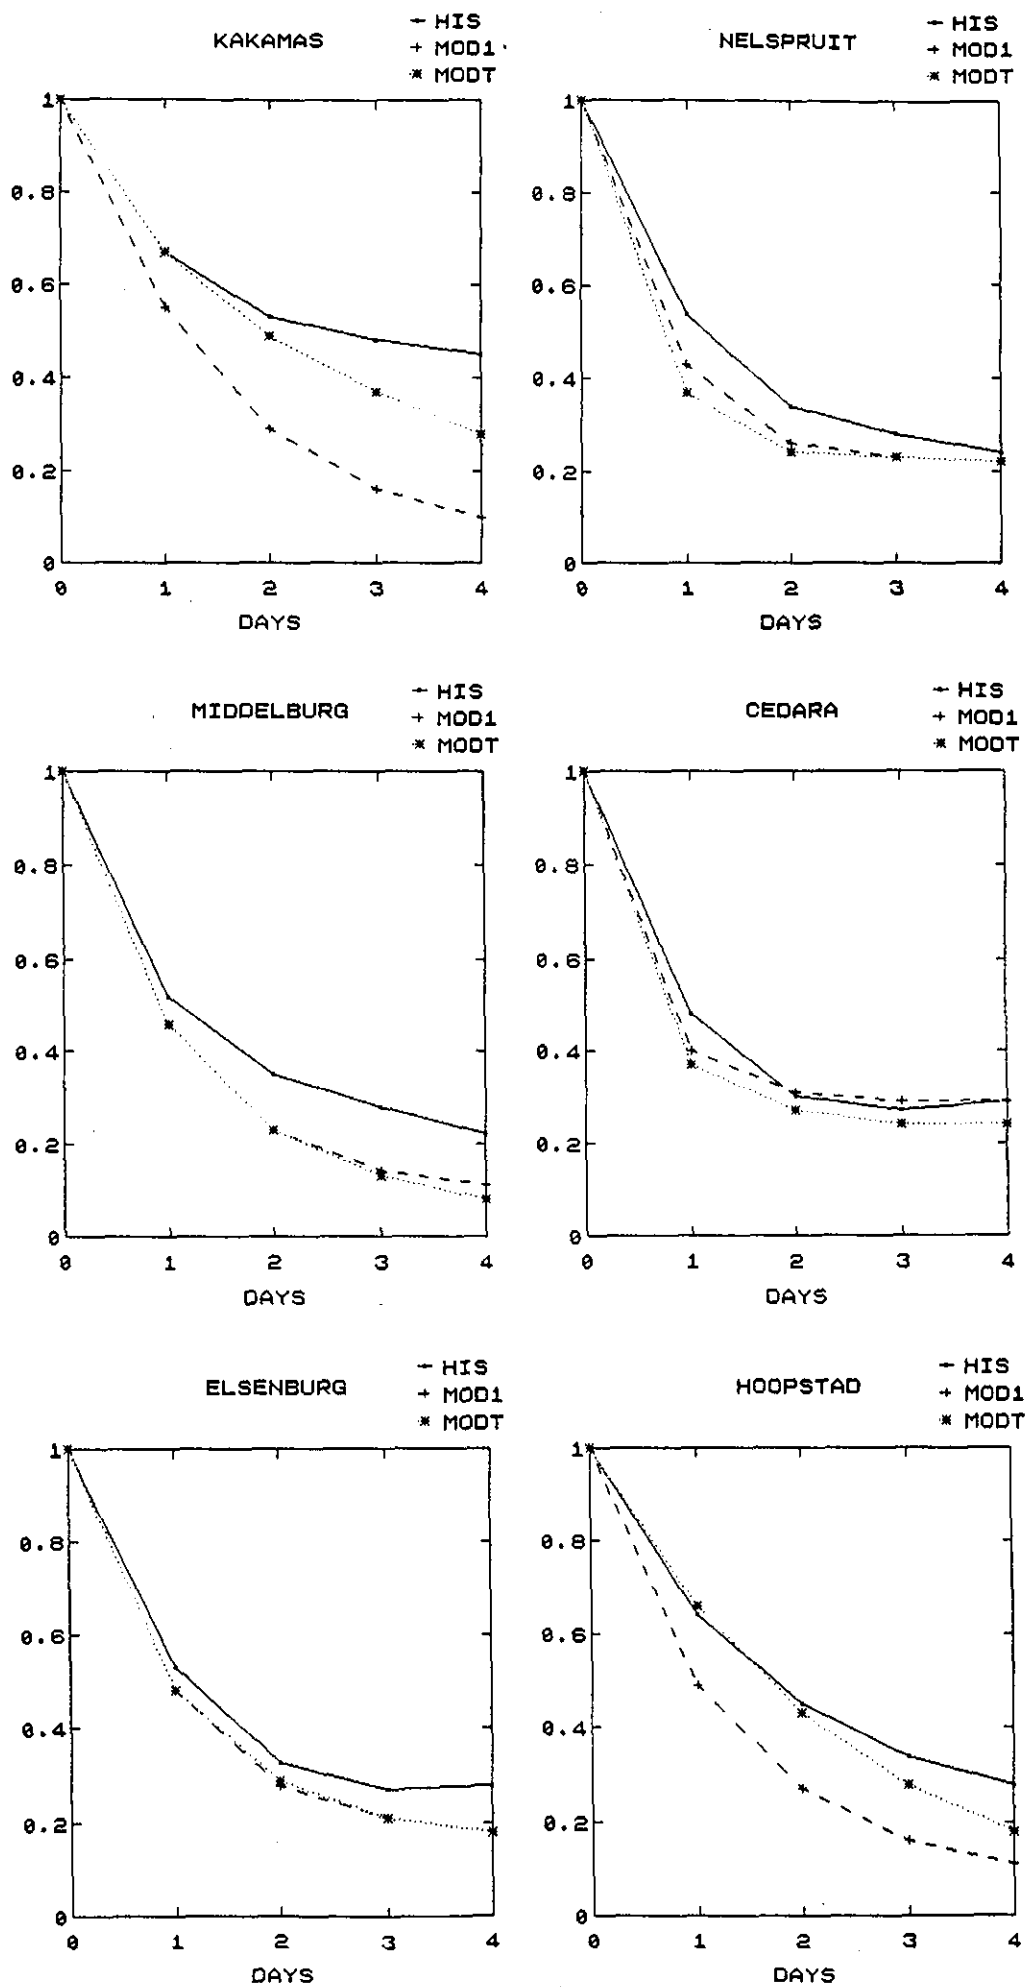 KAKAMAS
HIS
MOD1
MODT
1
0.8
0.6
0.4
0.2
0
0 1 2 3 4
DAYS
NELSPRUIT
HIS
MOD1
MODT
1
0.8
0.6
0.4
0.2
0
0 1 2 3 4
DAYS
MIDDELBURG
HIS
MOD1
MODT
1
0.8
0.6
0.4
0.2
0
0 1 2 3 4
DAYS
CEDARA
HIS
MOD1
MODT
1
0.8
0.6
0.4
0.2
0
0 1 2 3 4
DAYS
ELSENBURG
HIS
MOD1
MODT
1
0.8
0.6
0.4
0.2
0
0 1 2 3 4
DAYS
HOOPSTAD
HIS
MOD1
MODT
1
0.8
0.6
0.4
0.2
0
0 1 2 3 4
DAYS